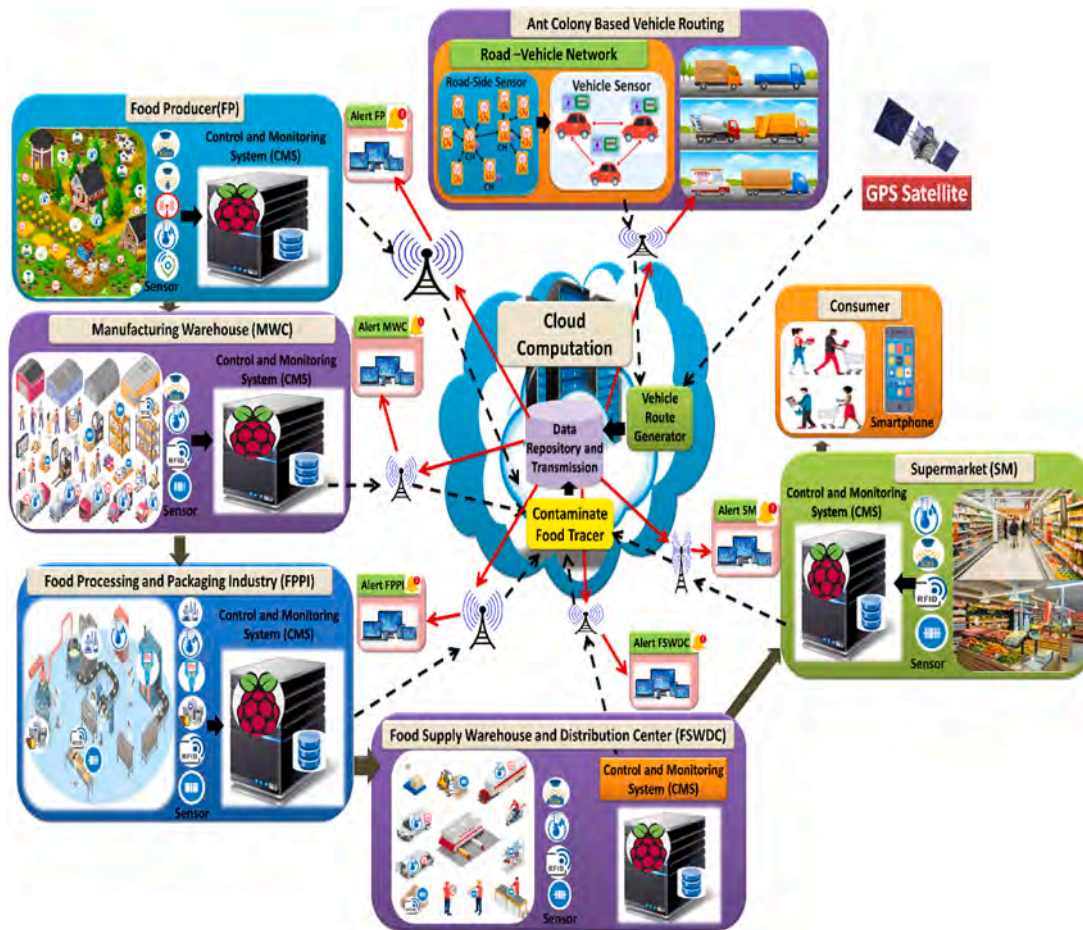 Ant Colony Based Vehicle Routing
Road –Vehicle Network
Road-Side Sensor
Vehicle Sensor
CH
CH
Food Producer(FP)
Control and Monitoring
System (CMS)
Sensor
Alert FP
GPS Satellite
Manufacturing Warehouse (MWC)
Control and Monitoring
System (CMS)
RFID
Sensor
Alert MWC
Cloud
Computation
Data
Repository and
Transmission
Vehicle
Route
Generator
Contaminate
Food Tracer
Consumer
Smartphone
Supermarket (SM)
Control and Monitoring
System (CMS)
RFID
Sensor
Alert SM
Food Processing and Packaging Industry (FPPI)
Control and Monitoring
System (CMS)
RFID
Sensor
Alert FPPI
Alert FSWDC
Food Supply Warehouse and Distribution Center (FSWDC)
Control and Monitoring
System (CMS)
RFID
Sensor